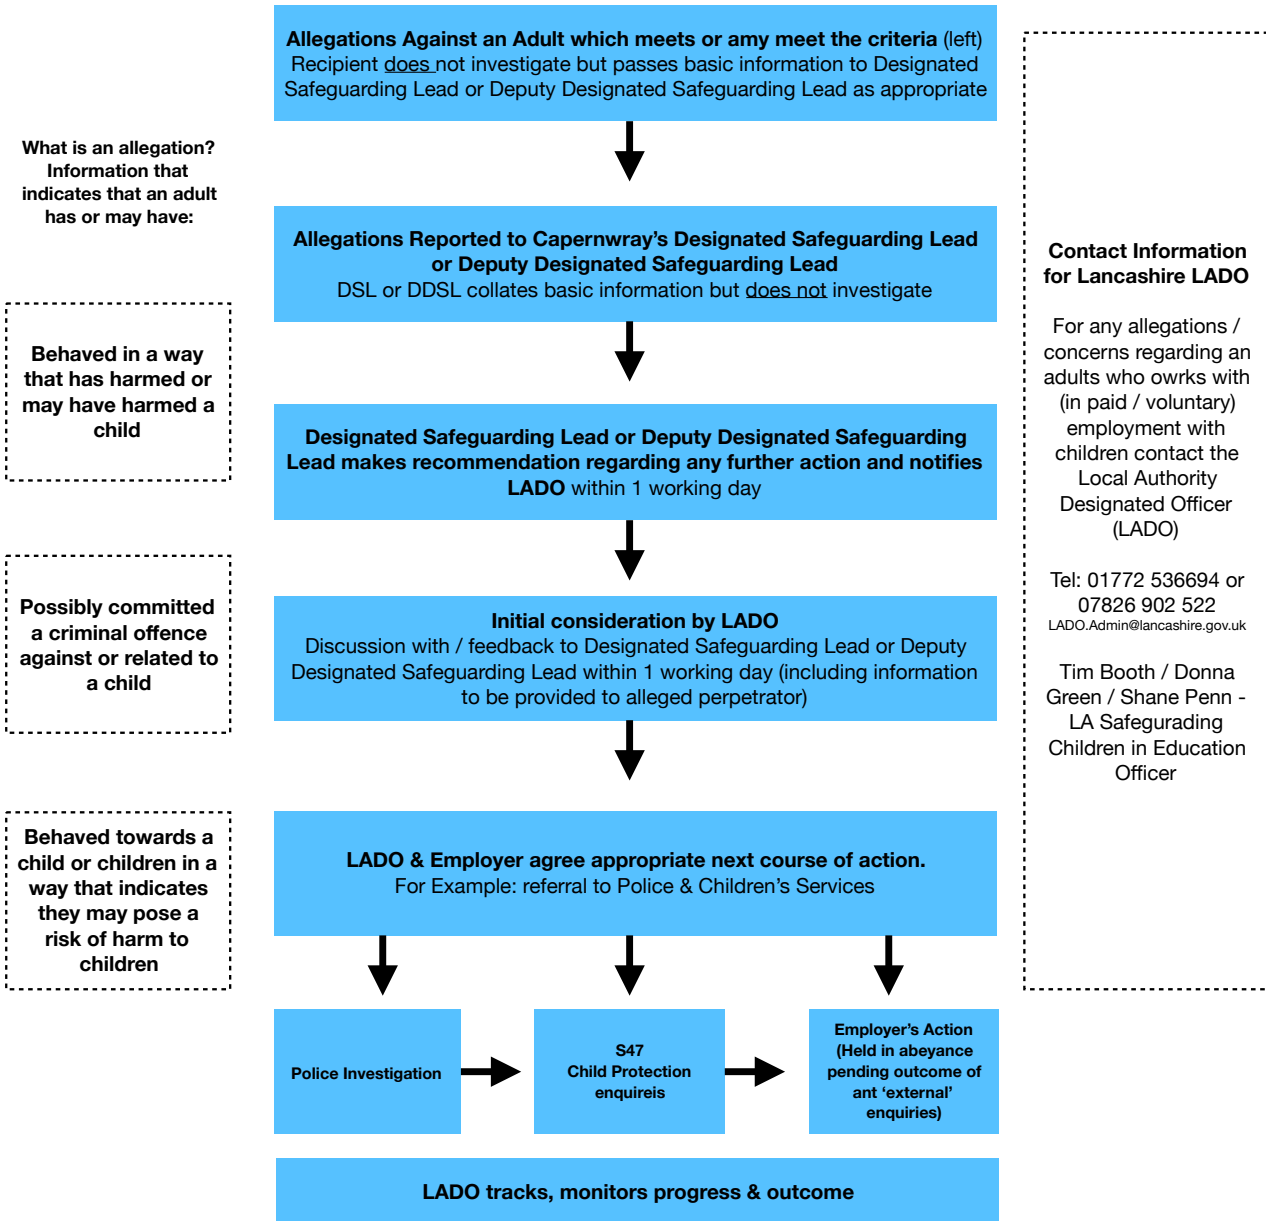 Allegations Against an Adult which meets or amy meet the criteria (left)
Recipient does not investigate but passes basic information to Designated
Safeguarding Lead or Deputy Designated Safeguarding Lead as appropriate
What is an allegation?
Information that
indicates that an adult
has or may have:
Behaved in a way
that has harmed or
may have harmed a
child
Possibly committed
a criminal offence
against or related to
a child
Behaved towards a
child or children in a
way that indicates
they may pose a
risk of harm to
children
Allegations Reported to Capernwray’s Designated Safeguarding Lead
or Deputy Designated Safeguarding Lead
DSL or DDSL collates basic information but does not investigate
Designated Safeguarding Lead or Deputy Designated Safeguarding
Lead makes recommendation regarding any further action and notifies
LADO within 1 working day
Initial consideration by LADO
Discussion with / feedback to Designated Safeguarding Lead or Deputy
Designated Safeguarding Lead within 1 working day (including information
to be provided to alleged perpetrator)
LADO & Employer agree appropriate next course of action.
For Example: referral to Police & Children’s Services
Police Investigation
S47
Child Protection
enquireis
Employer’s Action
(Held in abeyance
pending outcome of
ant ‘external’
enquiries)
LADO tracks, monitors progress & outcome
Contact Information
for Lancashire LADO
For any allegations /
concerns regarding an
adults who owrks with
(in paid / voluntary)
employment with
children contact the
Local Authority
Designated Officer
(LADO)
Tel: 01772 536694 or
07826 902 522
LADO.Admin@lancashire.gov.uk
Tim Booth / Donna
Green / Shane Penn -
LA Safegurading
Children in Education
Officer